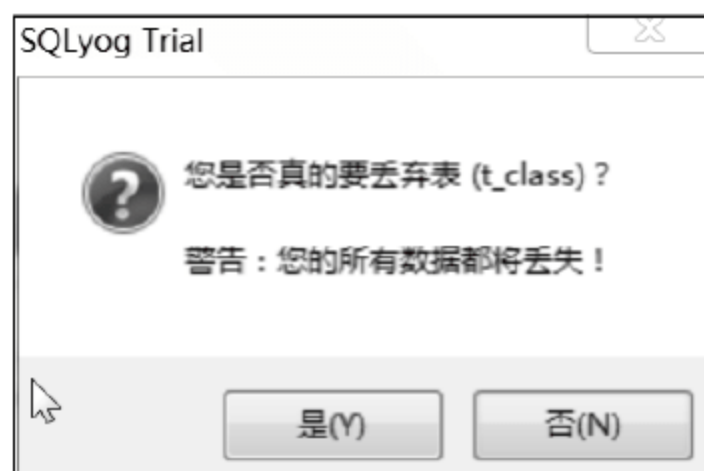 SQLyog Trial
您是否真的要丢弃表 (t_class)？
警告：您的所有数据都将丢失！
是(Y)
否(N)